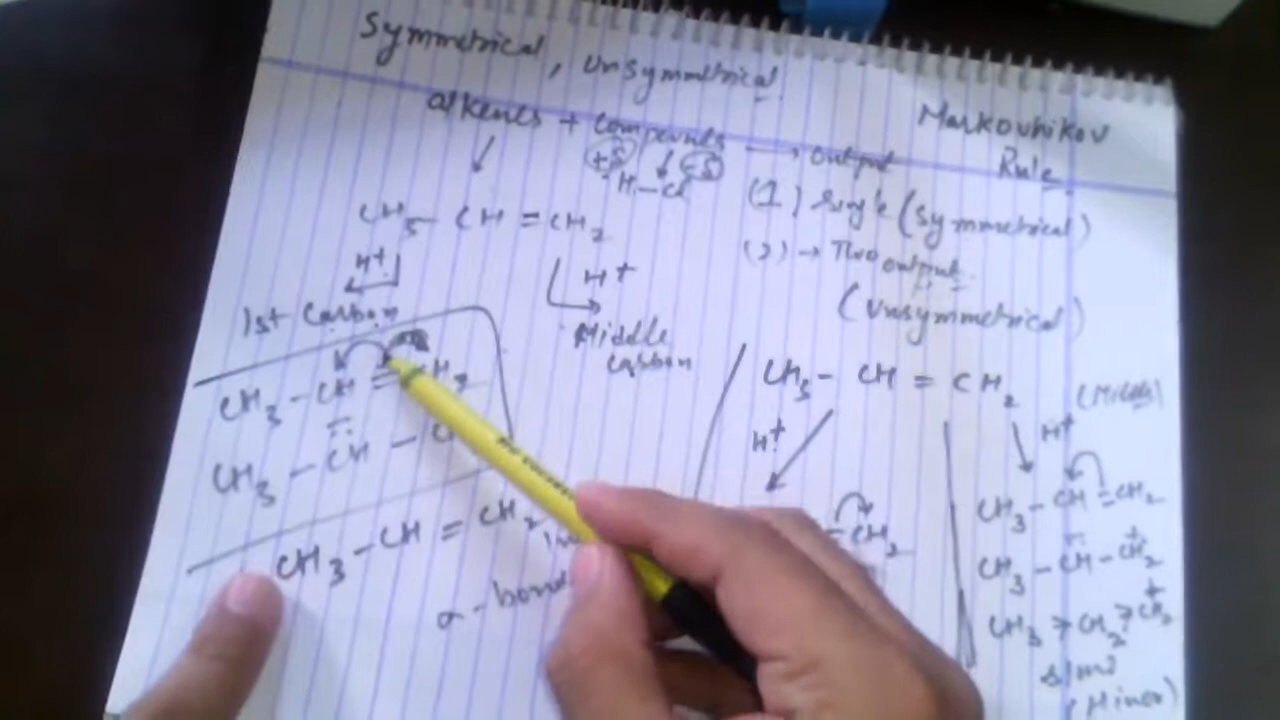 Symmetrical, unsymmetrical
alkenes + compounds → output
+δ -δ
H - Cl
Markovnikov
Rule
(1) Single (Symmetrical)
(2) → Two output
(Unsymmetrical)
CH3 - CH = CH2
H+
1st Carbon
H+
Middle
carbon
CH3 - CH =
CH3 - CH -
CH3 - CH = CH2
CH3 - CH = CH2
H+
= CH2
(Middle)
H+
CH3 - CH = CH2
CH3 - CH - CH2
CH3 > CH2 > CH2
(Minor)